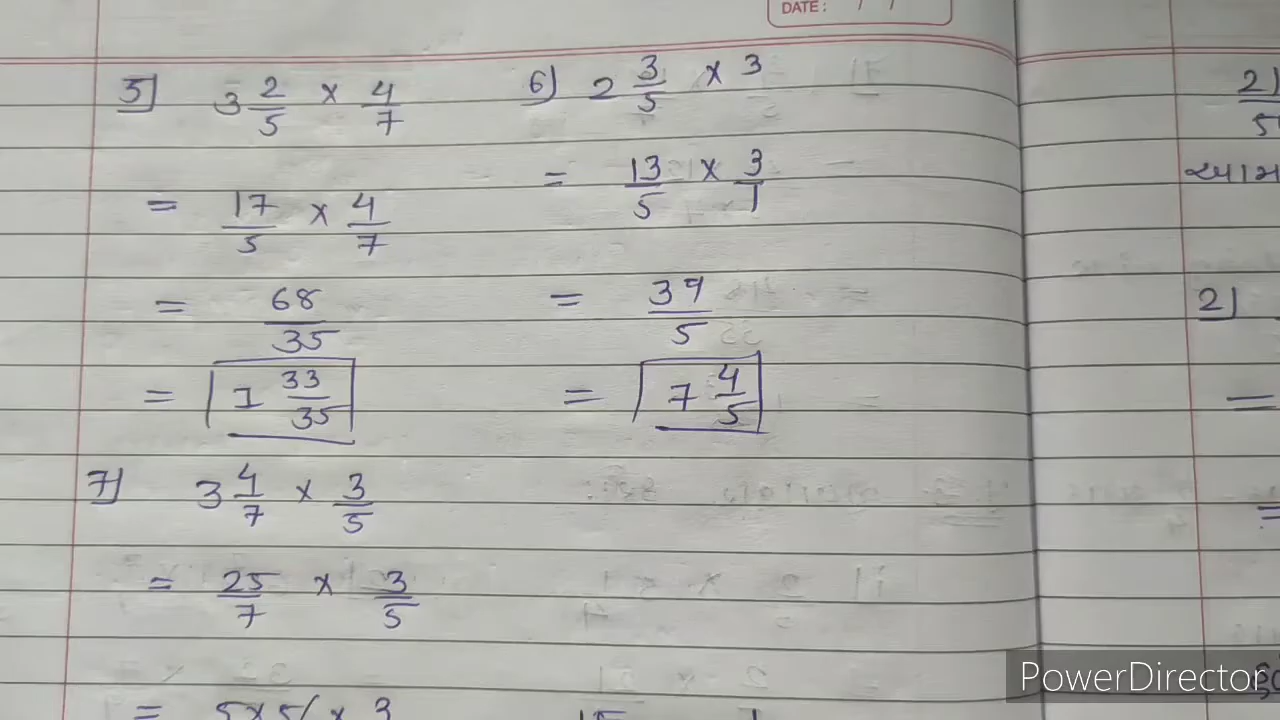 DATE: / /
5) 3 2/5 × 4/7
= 17/5 × 4/7
= 68/35
= 1 33/35
6) 2 3/5 × 3
= 13/5 × 3/1
= 39/5
= 7 4/5
7) 3 4/7 × 3/5
= 25/7 × 3/5
2)
=
PowerDirector